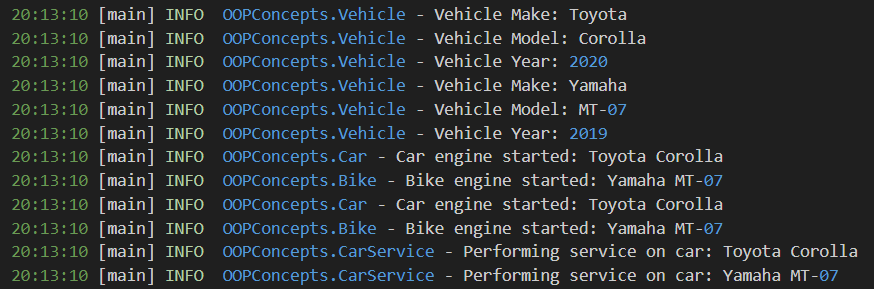 20:13:10 [main] INFO  OOPConcepts.Vehicle - Vehicle Make: Toyota
20:13:10 [main] INFO  OOPConcepts.Vehicle - Vehicle Model: Corolla
20:13:10 [main] INFO  OOPConcepts.Vehicle - Vehicle Year: 2020
20:13:10 [main] INFO  OOPConcepts.Vehicle - Vehicle Make: Yamaha
20:13:10 [main] INFO  OOPConcepts.Vehicle - Vehicle Model: MT-07
20:13:10 [main] INFO  OOPConcepts.Vehicle - Vehicle Year: 2019
20:13:10 [main] INFO  OOPConcepts.Car - Car engine started: Toyota Corolla
20:13:10 [main] INFO  OOPConcepts.Bike - Bike engine started: Yamaha MT-07
20:13:10 [main] INFO  OOPConcepts.Car - Car engine started: Toyota Corolla
20:13:10 [main] INFO  OOPConcepts.Bike - Bike engine started: Yamaha MT-07
20:13:10 [main] INFO  OOPConcepts.CarService - Performing service on car: Toyota Corolla
20:13:10 [main] INFO  OOPConcepts.CarService - Performing service on car: Yamaha MT-07